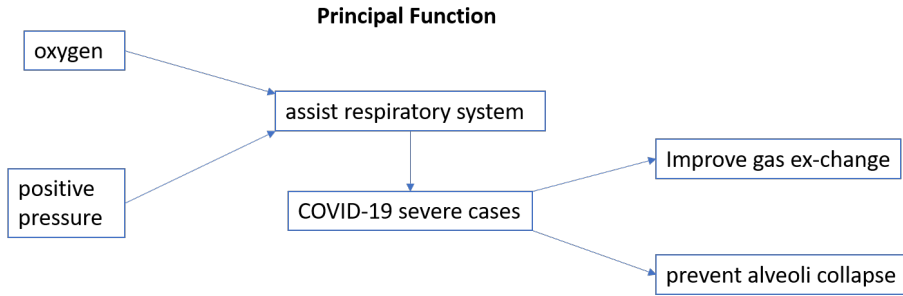 Principal Function
oxygen
assist respiratory system
positive
pressure
COVID-19 severe cases
Improve gas ex-change
prevent alveoli collapse